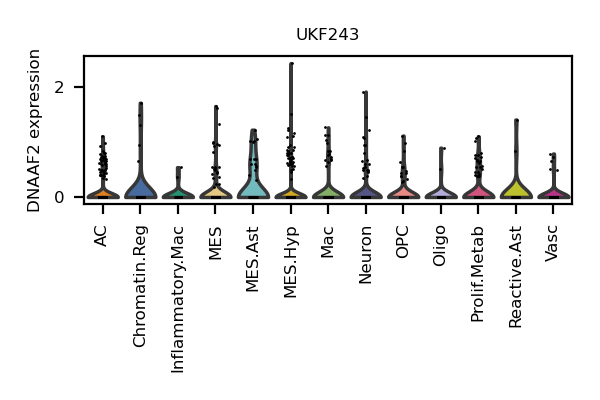 UKF243
DNAAF2 expression
2
0
AC
Chromatin.Reg
Inflammatory.Mac
MES
MES.Ast
MES.Hyp
Mac
Neuron
OPC
Oligo
Prolif.Metab
Reactive.Ast
Vasc